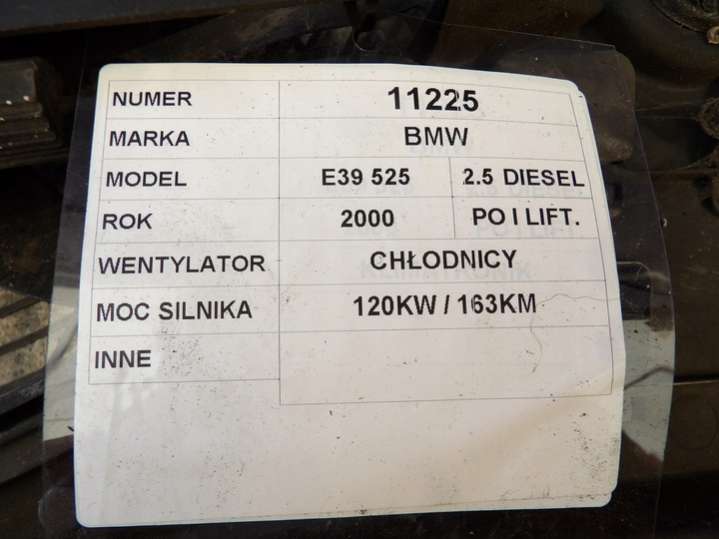 NUMER 11225
MARKA BMW
MODEL E39 525 2.5 DIESEL
ROK 2000 PO I LIFT.
WENTYLATOR CHŁODNICY
MOC SILNIKA 120KW / 163KM
INNE